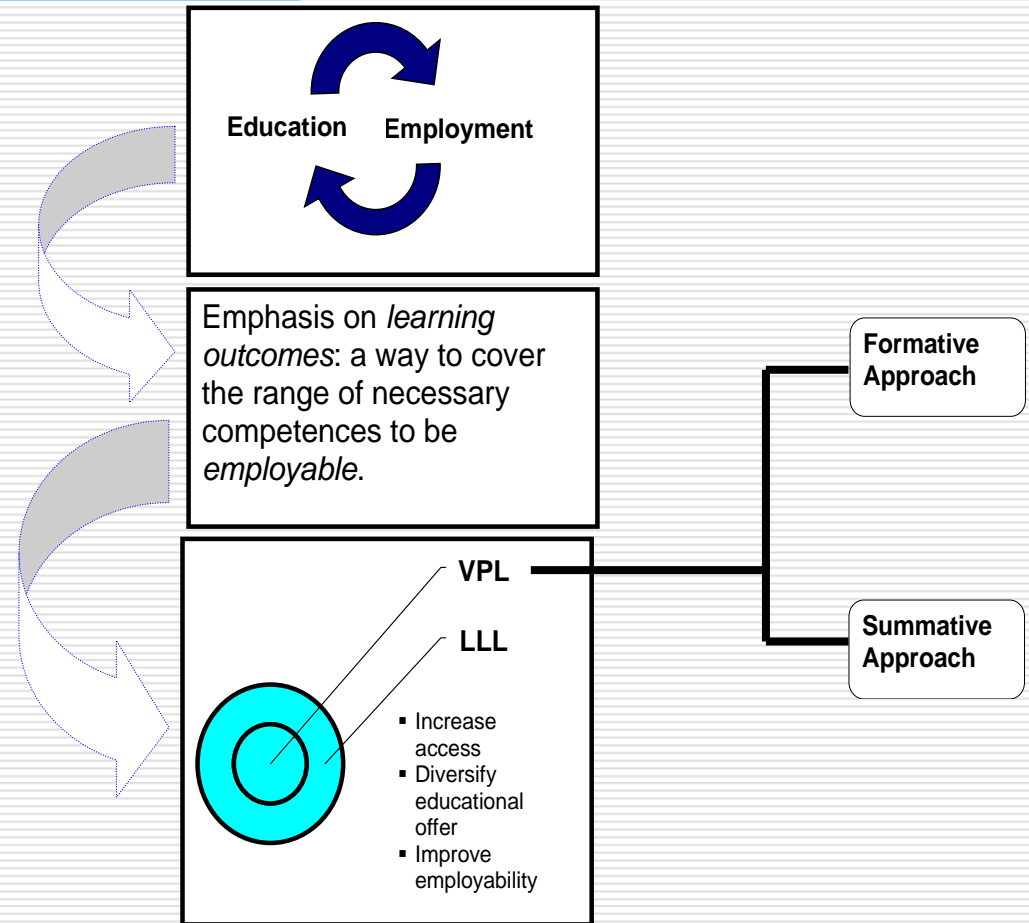 Education
Employment
Emphasis on learning
outcomes: a way to cover
the range of necessary
competences to be
employable.
VPL
LLL
▪ Increase
access
▪ Diversify
educational
offer
▪ Improve
employability
Formative
Approach
Summative
Approach